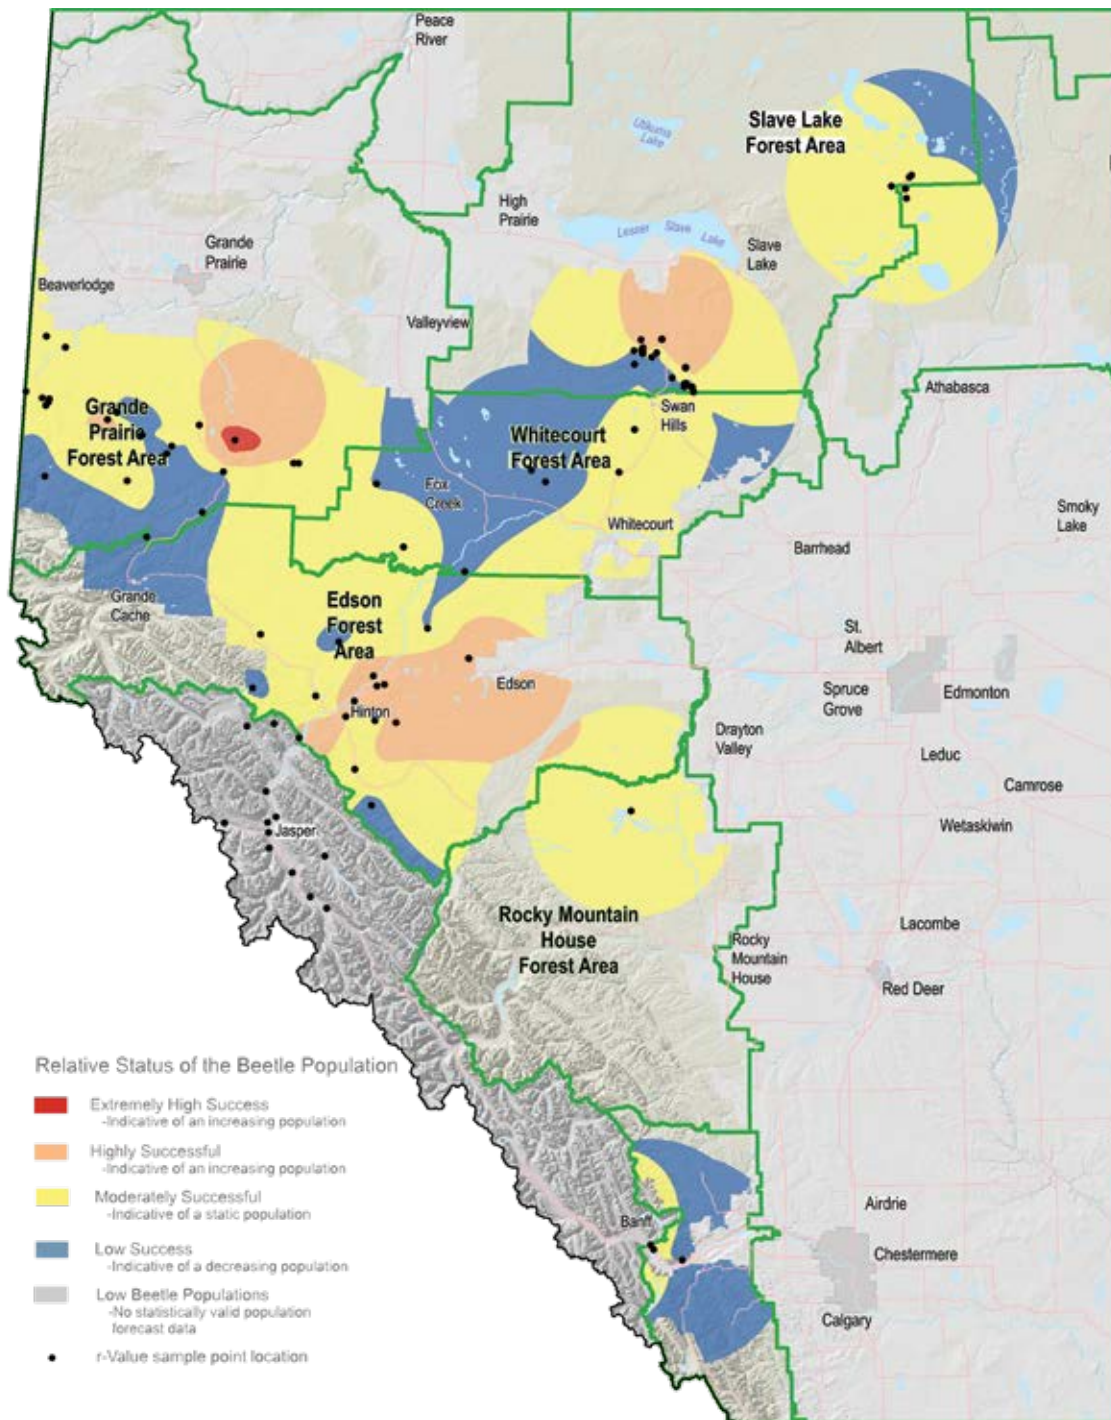 Peace
River
Slave Lake
Forest Area
Utikuma
Lake
High
Prairie
Lesser Slave Lake
Slave
Lake
Grande
Prairie
Beaverlodge
Valleyview
Athabasca
Grande
Prairie
Forest Area
Swan
Hills
Whitecourt
Forest Area
Fox
Creek
Smoky
Lake
Whitecourt
Barrhead
Grande
Cache
Edson
Forest
Area
St.
Albert
Edson
Spruce
Grove
Edmonton
Hinton
Drayton
Valley
Leduc
Camrose
Wetaskiwin
Jasper
Rocky Mountain
House
Forest Area
Lacombe
Rocky
Mountain
House
Red Deer
Relative Status of the Beetle Population
Extremely High Success
-Indicative of an increasing population
Highly Successful
-Indicative of an increasing population
Moderately Successful
-Indicative of a static population
Low Success
-Indicative of a decreasing population
Low Beetle Populations
-No statistically valid population
forecast data
r-Value sample point location
Airdrie
Banff
Chestermere
Calgary